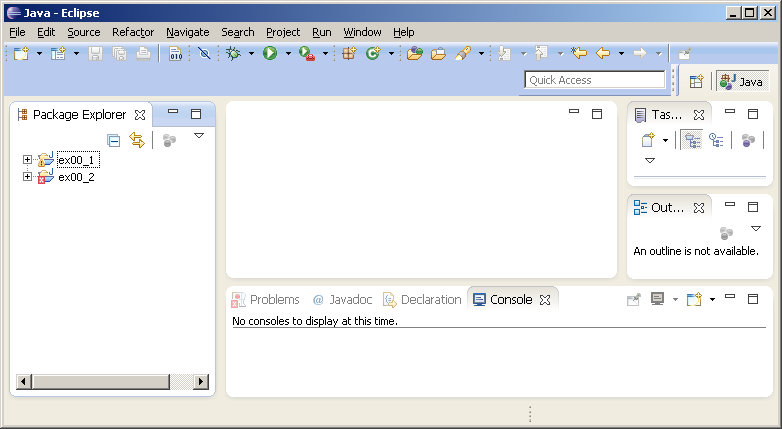 Java - Eclipse
File Edit Source Refactor Navigate Search Project Run Window Help
010
Quick Access
Java
Package Explorer
ex00_1
ex00_2
Tas...
Out...
An outline is not available.
Problems @ Javadoc Declaration Console
No consoles to display at this time.